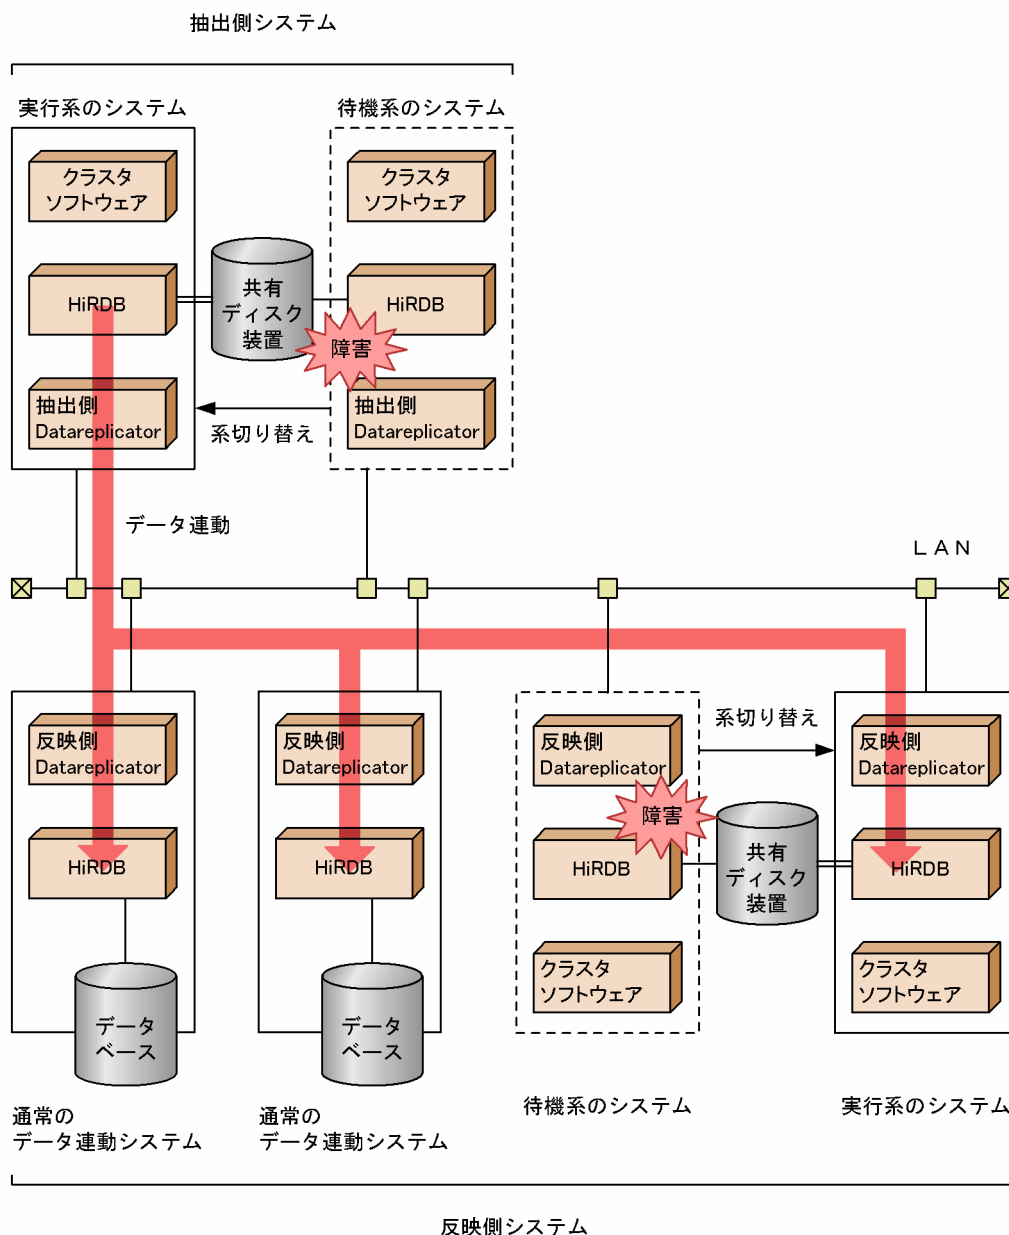 抽出側システム
実行系のシステム
待機系のシステム
クラスタ
ソフトウェア
クラスタ
ソフトウェア
HiRDB
共有
ディスク
装置
HiRDB
障害
抽出側
Datareplicator
系切り替え
抽出側
Datareplicator
データ連動
ＬＡＮ
反映側
Datareplicator
反映側
Datareplicator
反映側
Datareplicator
系切り替え
反映側
Datareplicator
障害
HiRDB
HiRDB
HiRDB
共有
ディスク
装置
HiRDB
クラスタ
ソフトウェア
クラスタ
ソフトウェア
データ
ベース
データ
ベース
通常の
データ連動システム
通常の
データ連動システム
待機系のシステム
実行系のシステム
反映側システム